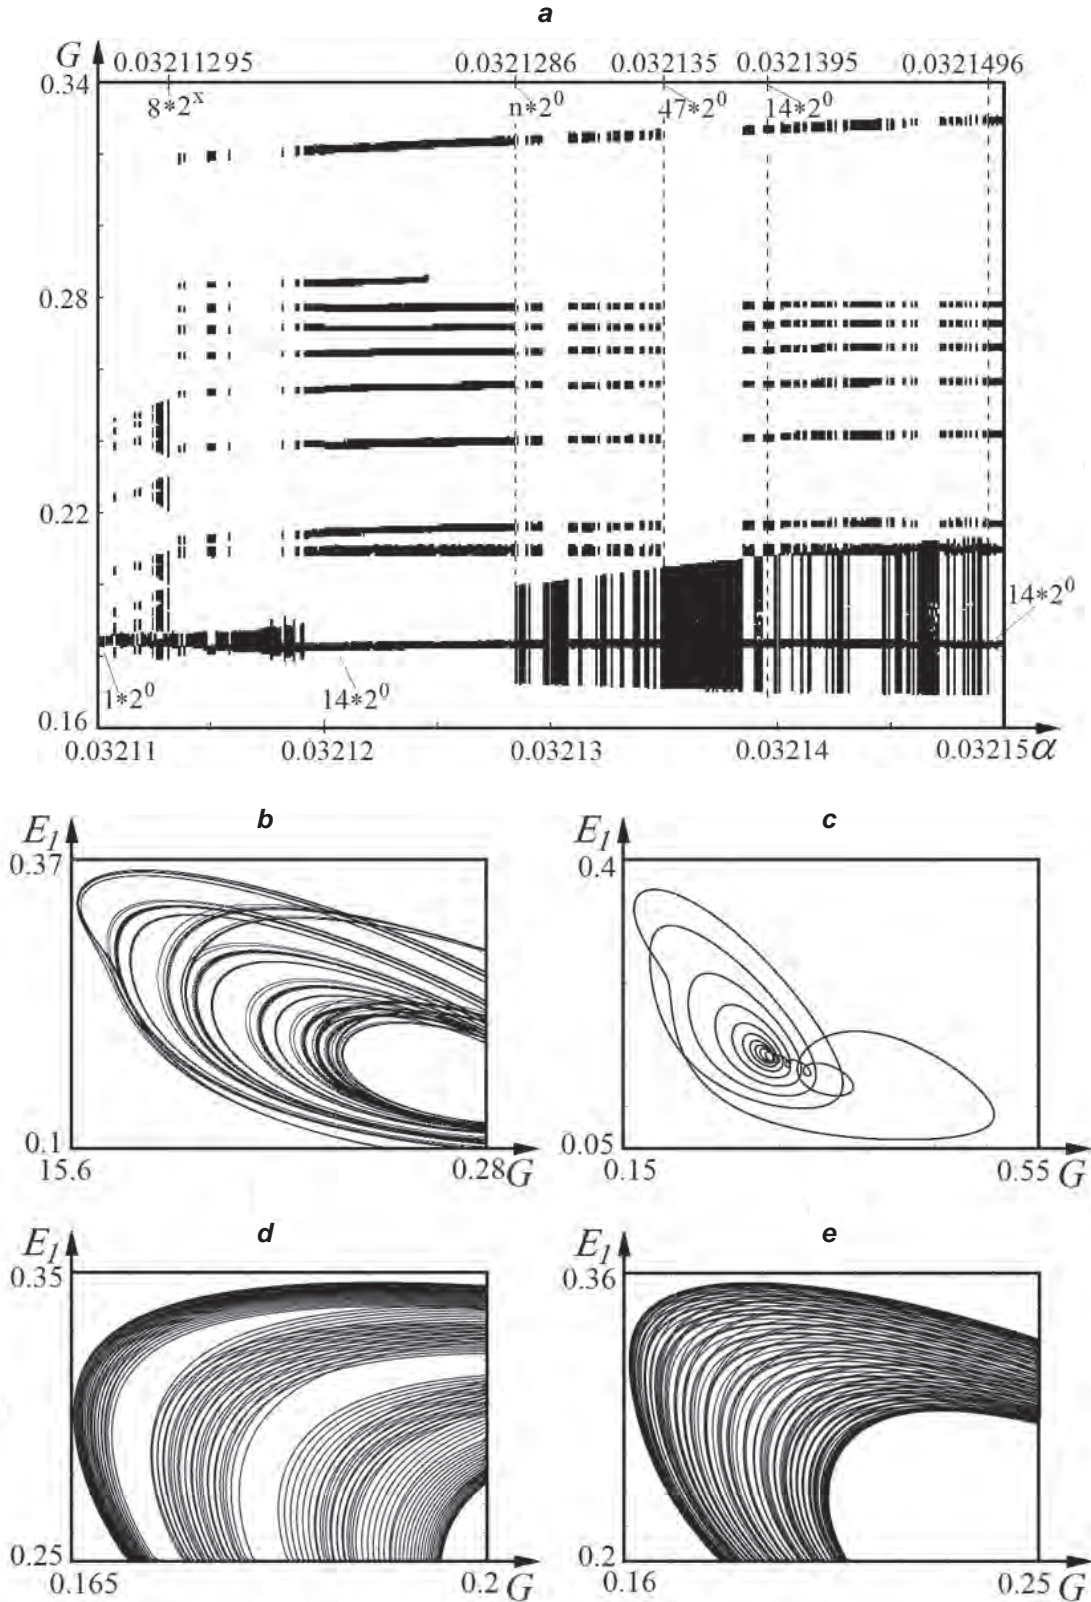 a
G
0.03211295 0.0321286 0.032135 0.0321395 0.0321496
0.34
8*2^x n*2^0 47*2^0 14*2^0
0.28
0.22
14*2^0
1*2^0 14*2^0
0.16
0.03211 0.03212 0.03213 0.03214 0.03215 α
b c
E_1 E_1
0.37 0.4
0.1 0.05
15.6 0.28 G 0.15 0.55 G
d e
E_1 E_1
0.35 0.36
0.25 0.2
0.165 0.2 G 0.16 0.25 G